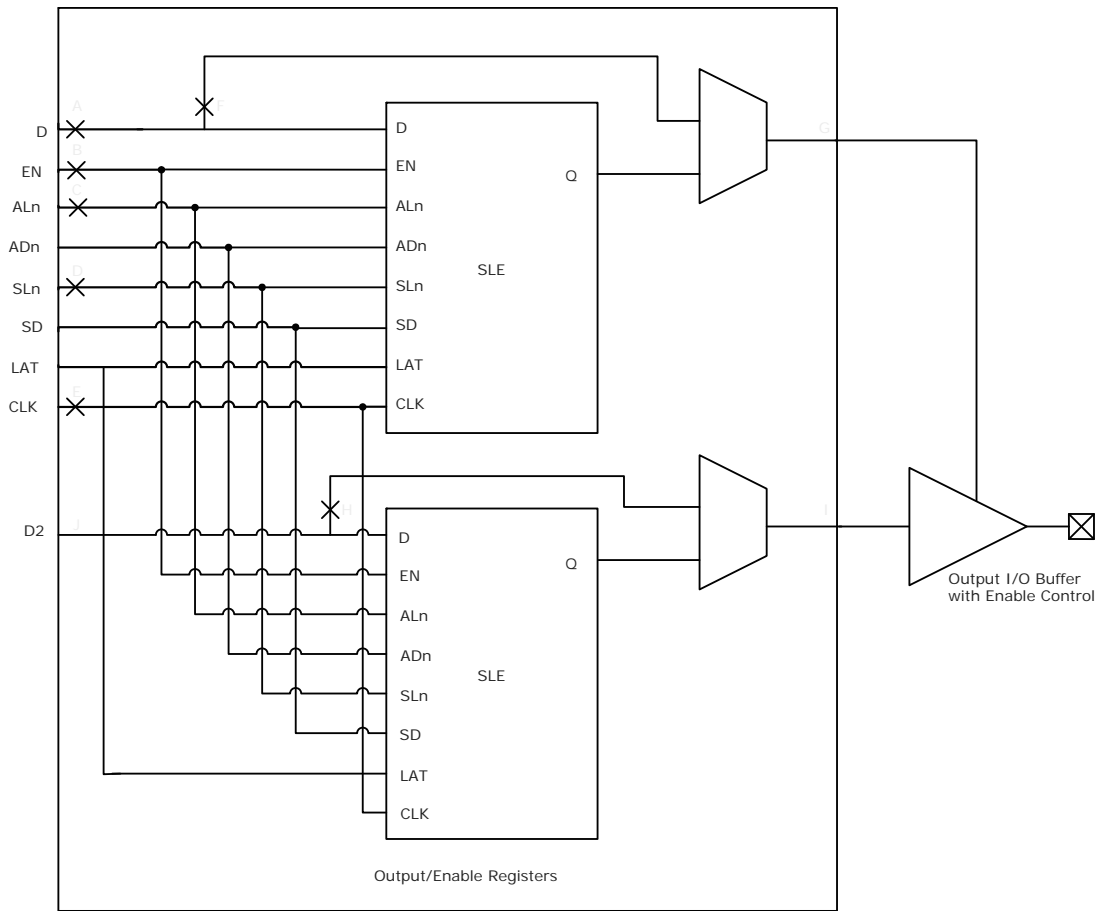 A
F
D
D
G
B
EN
EN
Q
C
ALn
ALn
ADn
ADn
D
SLn
SLn
SLE
SD
SD
LAT
LAT
E
CLK
CLK
H
I
J
D2
D
Q
EN
Output I/O Buffer
with Enable Control
ALn
ADn
SLE
SLn
SD
LAT
CLK
Output/Enable Registers